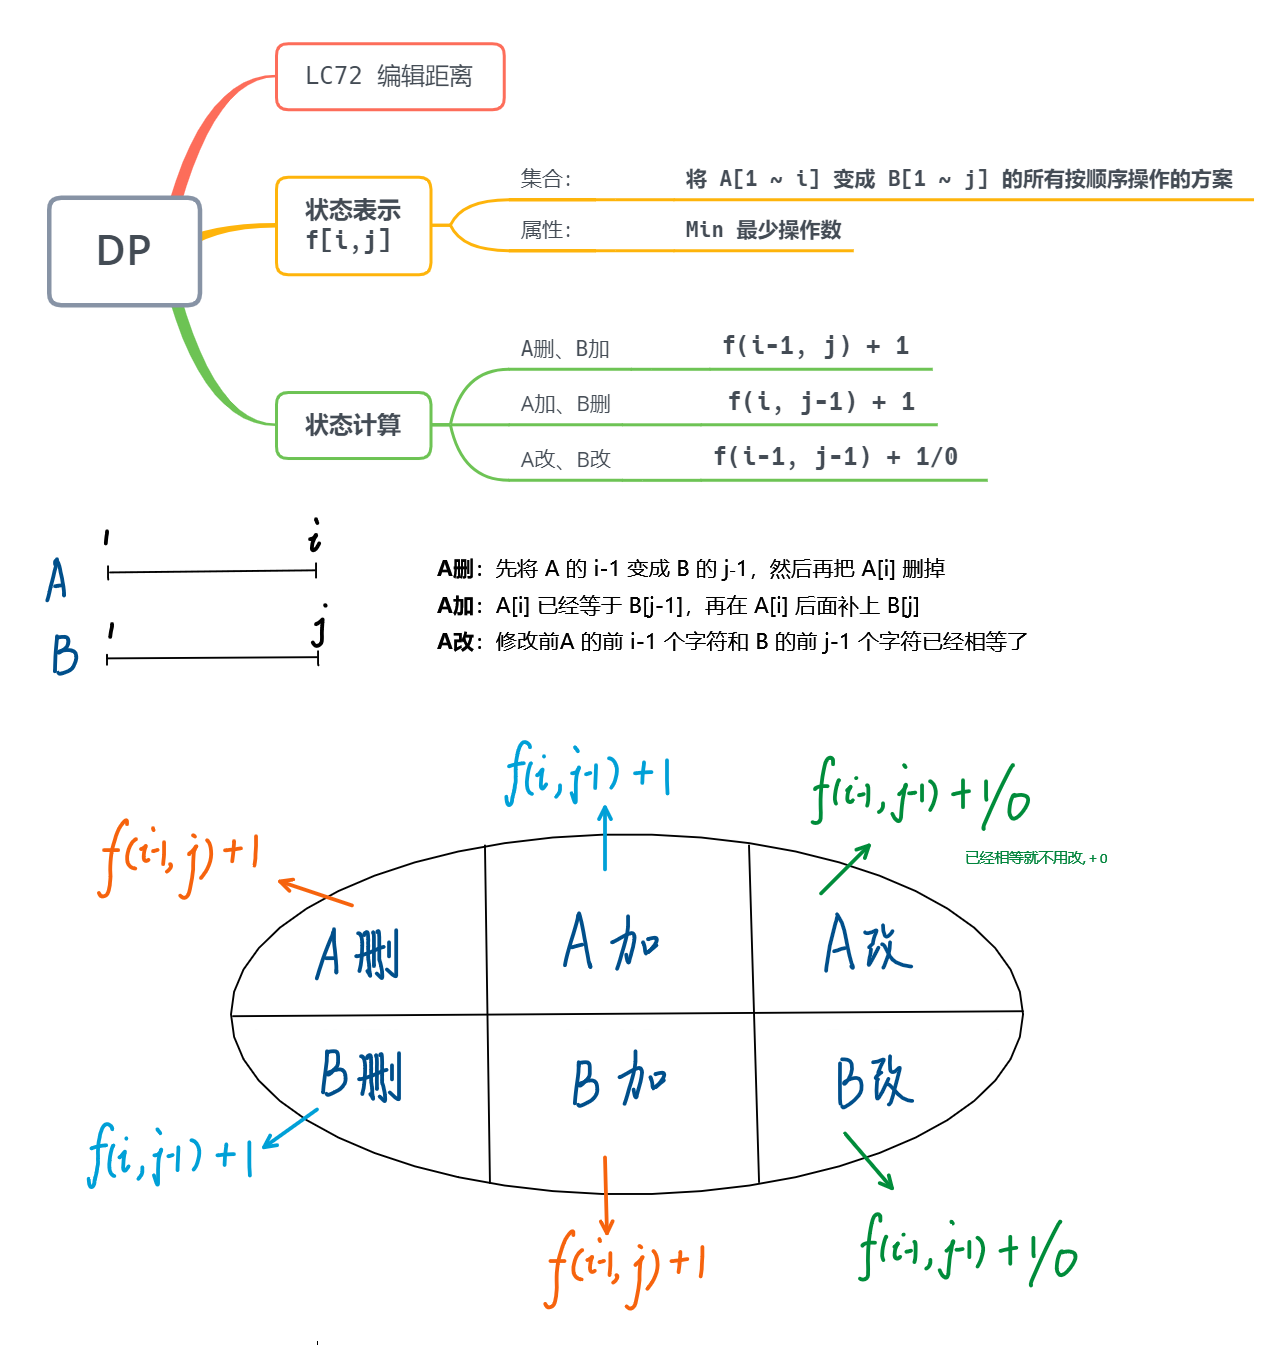 LC72 编辑距离
DP
状态表示
f[i,j]
集合: 将 A[1 ~ i] 变成 B[1 ~ j] 的所有按顺序操作的方案
属性: Min 最少操作数
状态计算
A删、B加 f(i-1, j) + 1
A加、B删 f(i, j-1) + 1
A改、B改 f(i-1, j-1) + 1/0
1 i
A
1 j
B
A删：先将 A 的 i-1 变成 B 的 j-1，然后再把 A[i] 删掉
A加：A[i] 已经等于 B[j-1]，再在 A[i] 后面补上 B[j]
A改：修改前A 的前 i-1 个字符和 B 的前 j-1 个字符已经相等了
f(i-1, j)+1
f(i, j-1)+1
f(i-1, j-1)+1/0
已经相等就不用改, + 0
A 删
A 加
A 改
B 删
B 加
B 改
f(i, j-1)+1
f(i-1, j)+1
f(i-1, j-1)+1/0